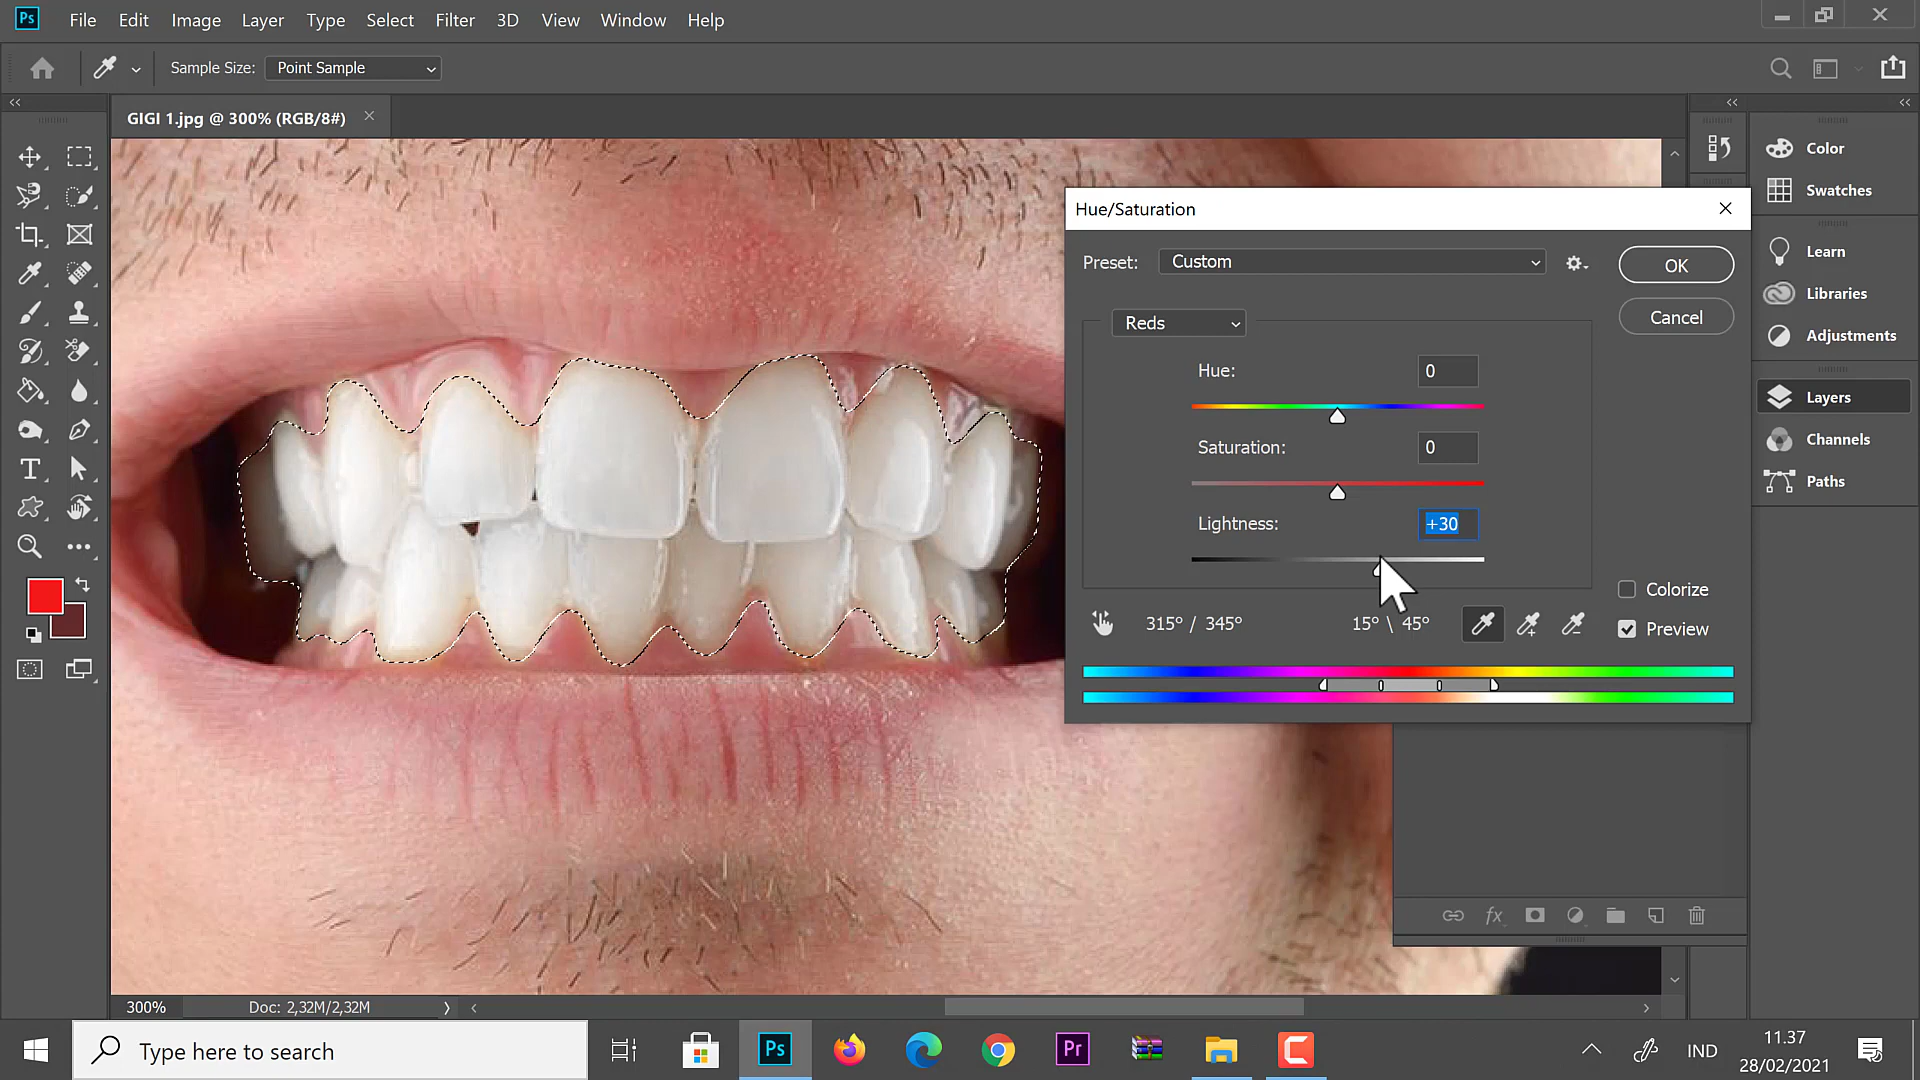 Ps File Edit Image Layer Type Select Filter 3D View Window Help
Sample Size: Point Sample
GIGI 1.jpg @ 300% (RGB/8#)
Color
Swatches
Learn
Libraries
Adjustments
Layers
Channels
Paths
Hue/Saturation
Preset: Custom
OK
Cancel
Reds
Hue: 0
Saturation: 0
Lightness: +30
Colorize
315° / 345° 15° \ 45°
Preview
fx
300% Doc: 2,32M/2,32M
Type here to search
Ps
Pr
IND
11.37
28/02/2021